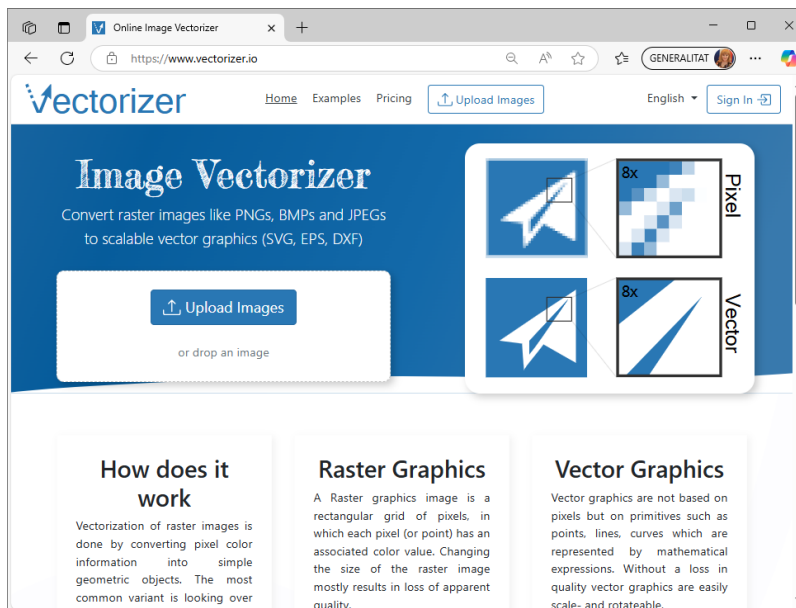 Online Image Vectorizer
https://www.vectorizer.io
GENERALITAT
Vectorizer
Home Examples Pricing Upload Images English Sign In
Image Vectorizer
Convert raster images like PNGs, BMPs and JPEGs
to scalable vector graphics (SVG, EPS, DXF)
Upload Images
or drop an image
8x
Pixel
8x
Vector
How does it
work
Vectorization of raster images is
done by converting pixel color
information into simple
geometric objects. The most
common variant is looking over
Raster Graphics
A Raster graphics image is a
rectangular grid of pixels, in
which each pixel (or point) has an
associated color value. Changing
the size of the raster image
mostly results in loss of apparent
quality.
Vector Graphics
Vector graphics are not based on
pixels but on primitives such as
points, lines, curves which are
represented by mathematical
expressions. Without a loss in
quality vector graphics are easily
scale- and rotateable.